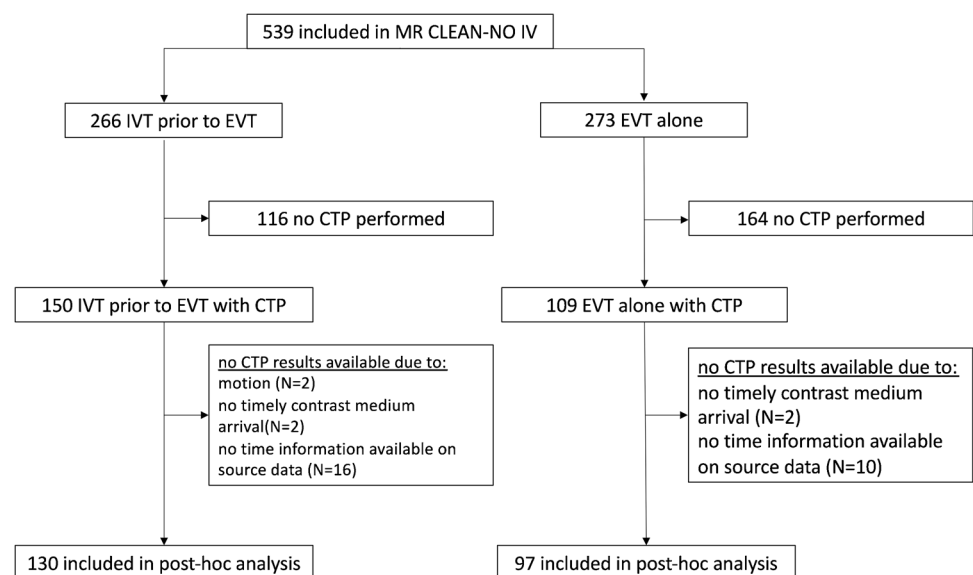 539 included in MR CLEAN-NO IV
266 IVT prior to EVT
273 EVT alone
116 no CTP performed
164 no CTP performed
150 IVT prior to EVT with CTP
109 EVT alone with CTP
no CTP results available due to:
motion (N=2)
no timely contrast medium
arrival(N=2)
no time information available on
source data (N=16)
no CTP results available due to:
no timely contrast medium
arrival (N=2)
no time information available
on source data (N=10)
130 included in post-hoc analysis
97 included in post-hoc analysis